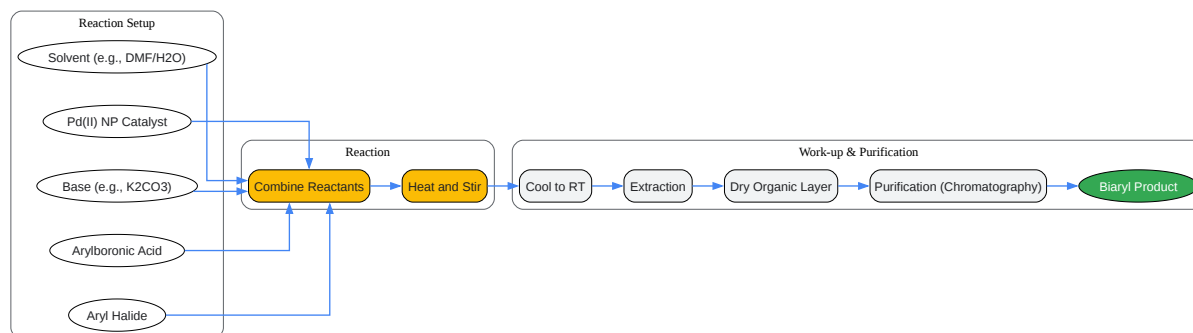 Reaction Setup
Solvent (e.g., DMF/H2O)
Pd(II) NP Catalyst
Base (e.g., K2CO3)
Arylboronic Acid
Aryl Halide
Reaction
Combine Reactants
Heat and Stir
Work-up & Purification
Cool to RT
Extraction
Dry Organic Layer
Purification (Chromatography)
Biaryl Product